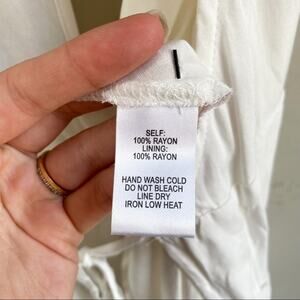 SELF:
100% RAYON
LINING:
100% RAYON
HAND WASH COLD
DO NOT BLEACH
LINE DRY
IRON LOW HEAT